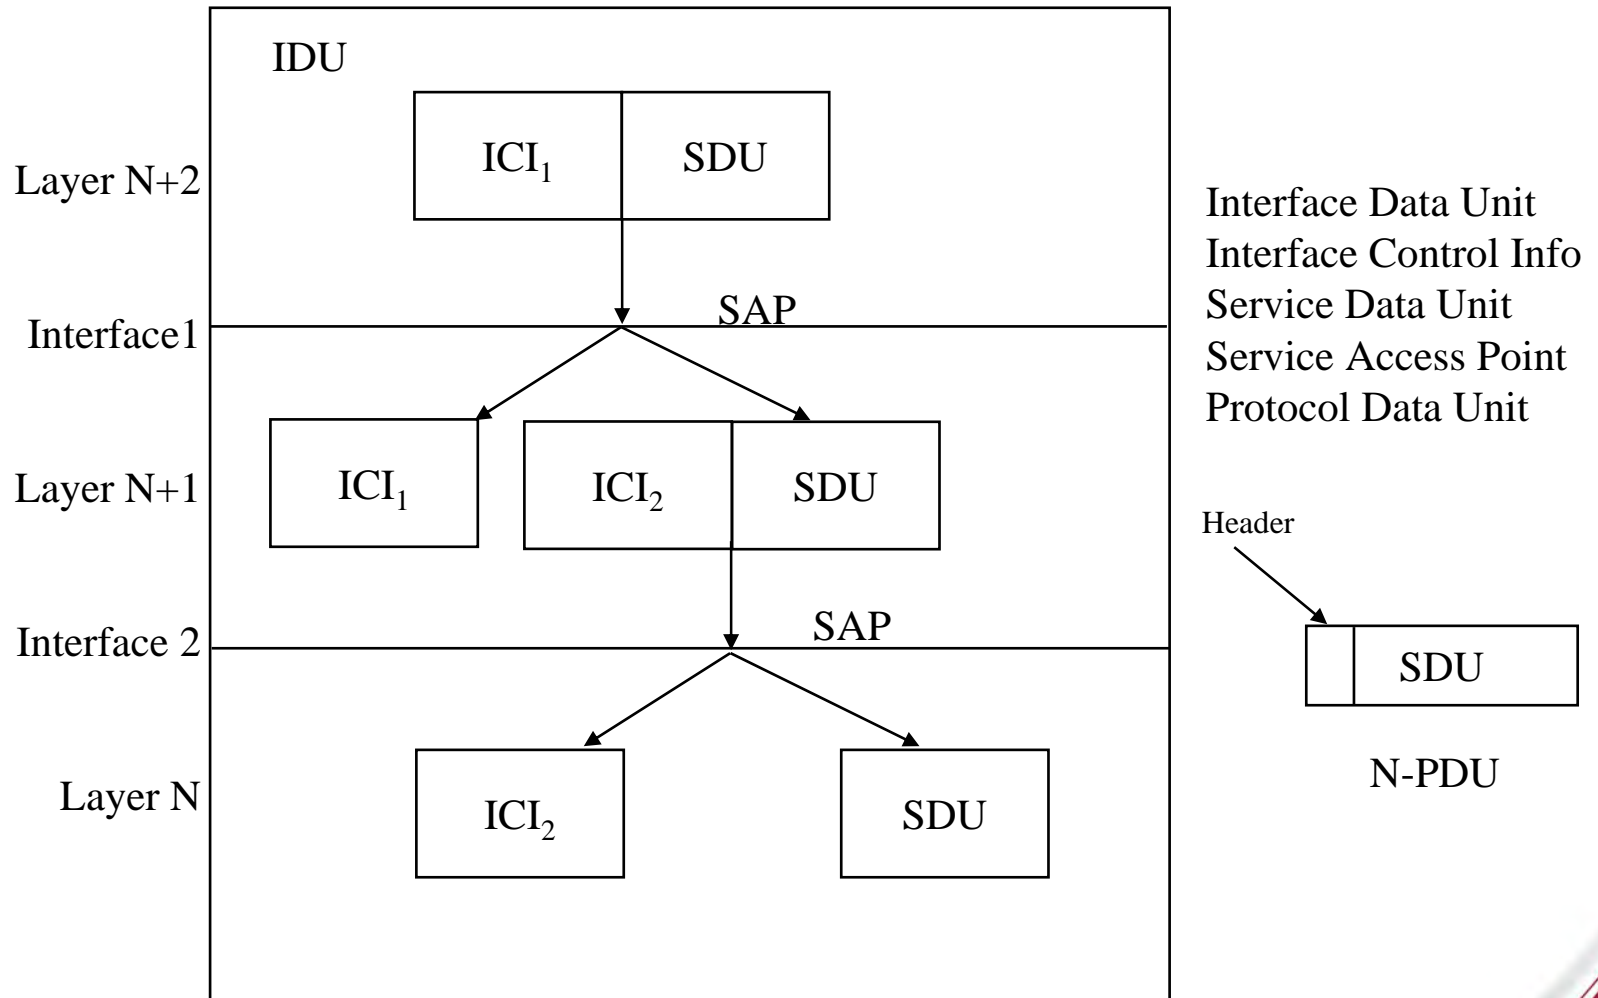 IDU
ICI1 SDU
Layer N+2
SAP
Interface1
ICI1 ICI2 SDU
Layer N+1
SAP
Interface 2
ICI2 SDU
Layer N
Interface Data Unit
Interface Control Info
Service Data Unit
Service Access Point
Protocol Data Unit
Header
SDU
N-PDU